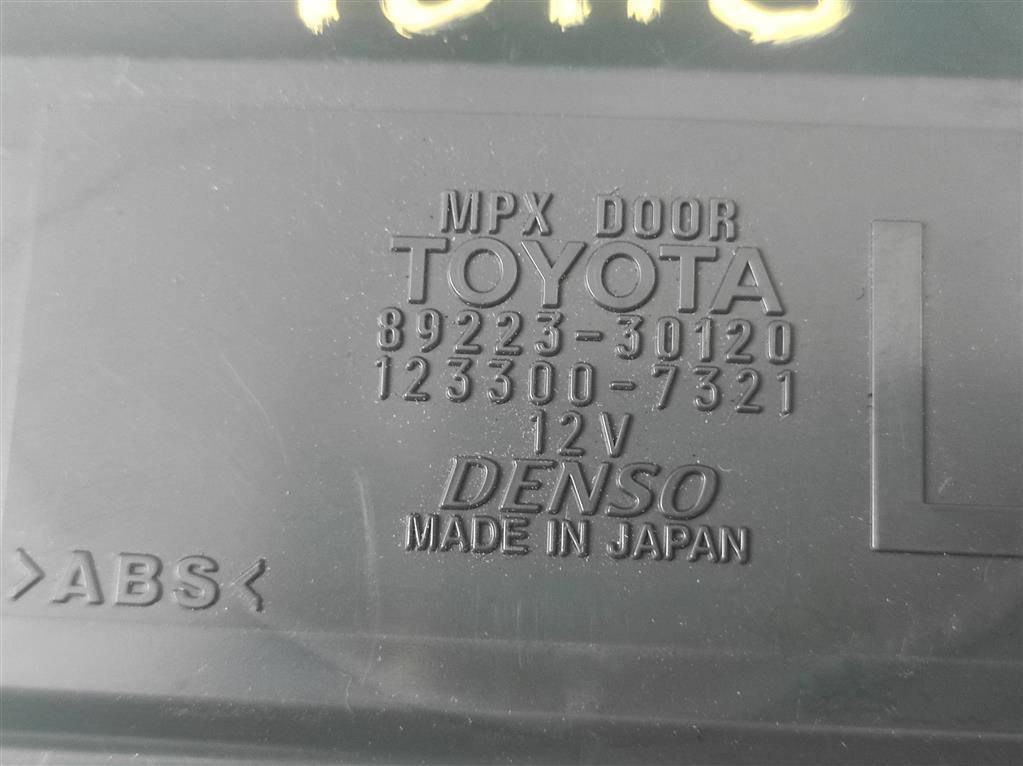 MPX DOOR
TOYOTA
89223-30120
123300-7321
12V
DENSO
MADE IN JAPAN
L
>ABS<